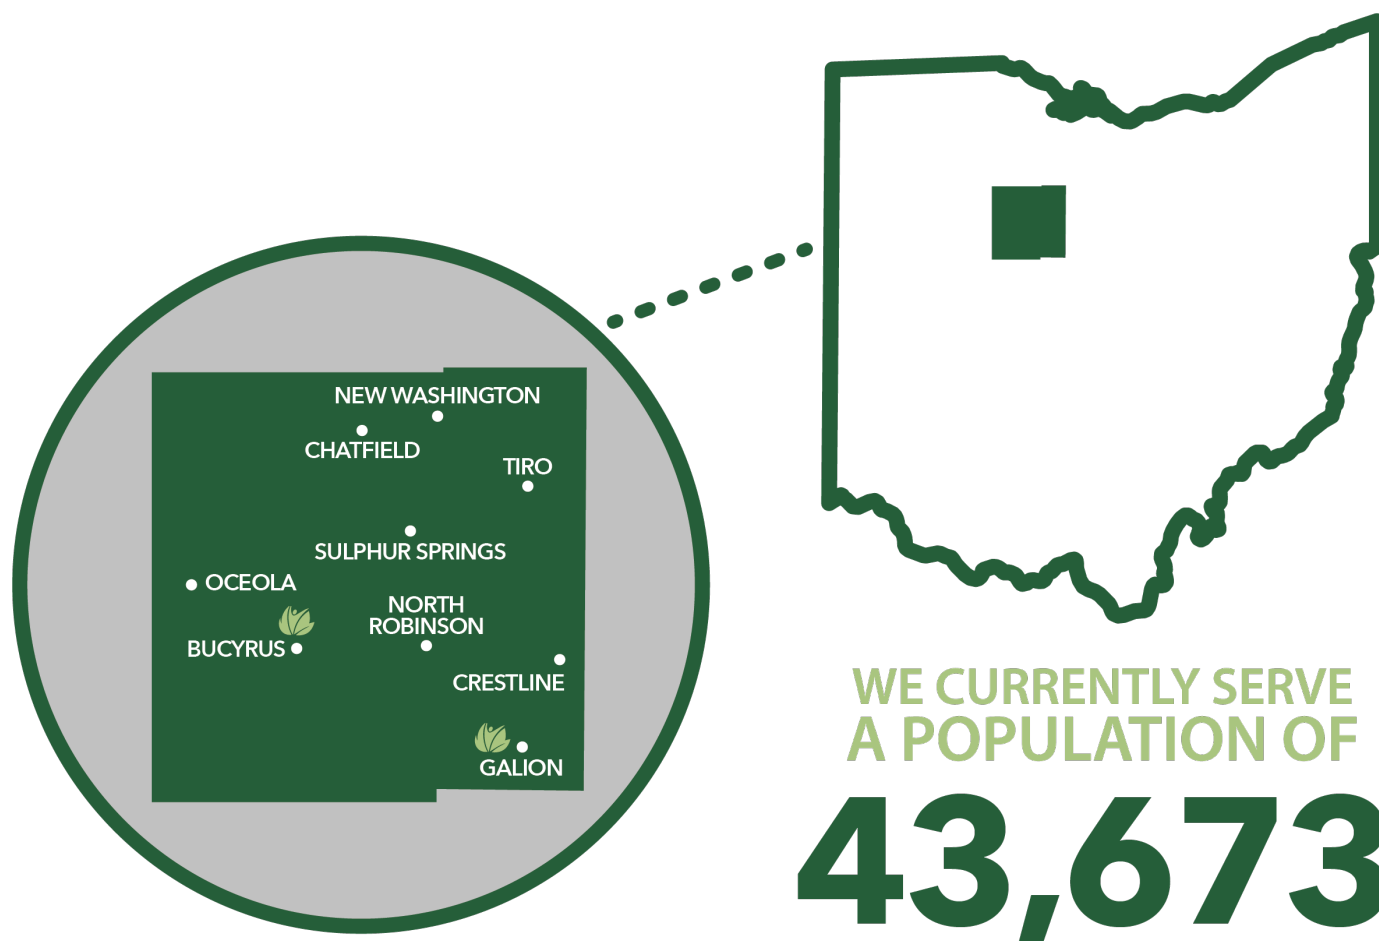 NEW WASHINGTON
CHATFIELD
TIRO
SULPHUR SPRINGS
OCEOLA
NORTH
ROBINSON
BUCYRUS
CRESTLINE
GALION
WE CURRENTLY SERVE
A POPULATION OF
43,673